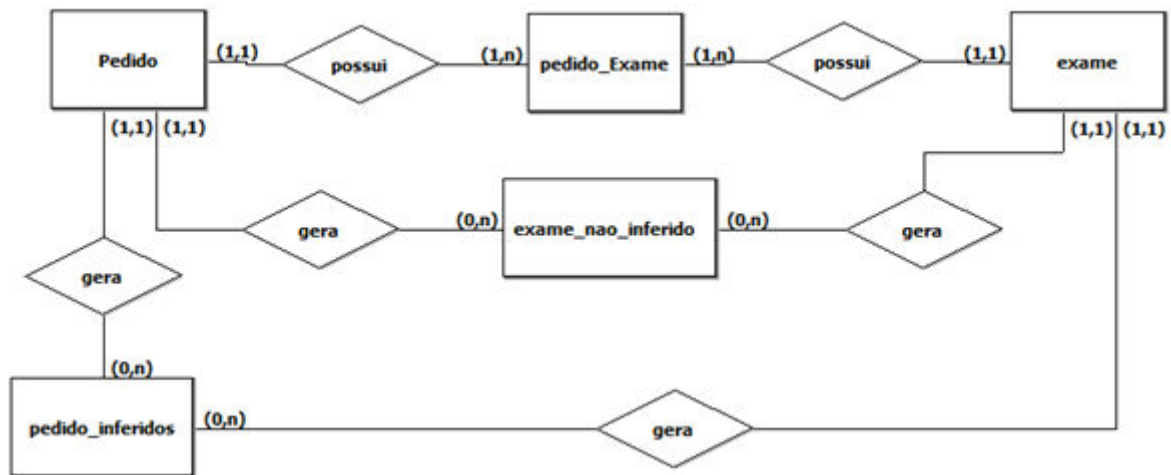 Pedido
(1,1)
possui
(1,n)
pedido_Exame
(1,n)
possui
(1,1)
exame
(1,1)
(1,1)
(1,1)
(1,1)
gera
(0,n)
exame_nao_inferido
(0,n)
gera
gera
(0,n)
pedido_inferidos
(0,n)
gera